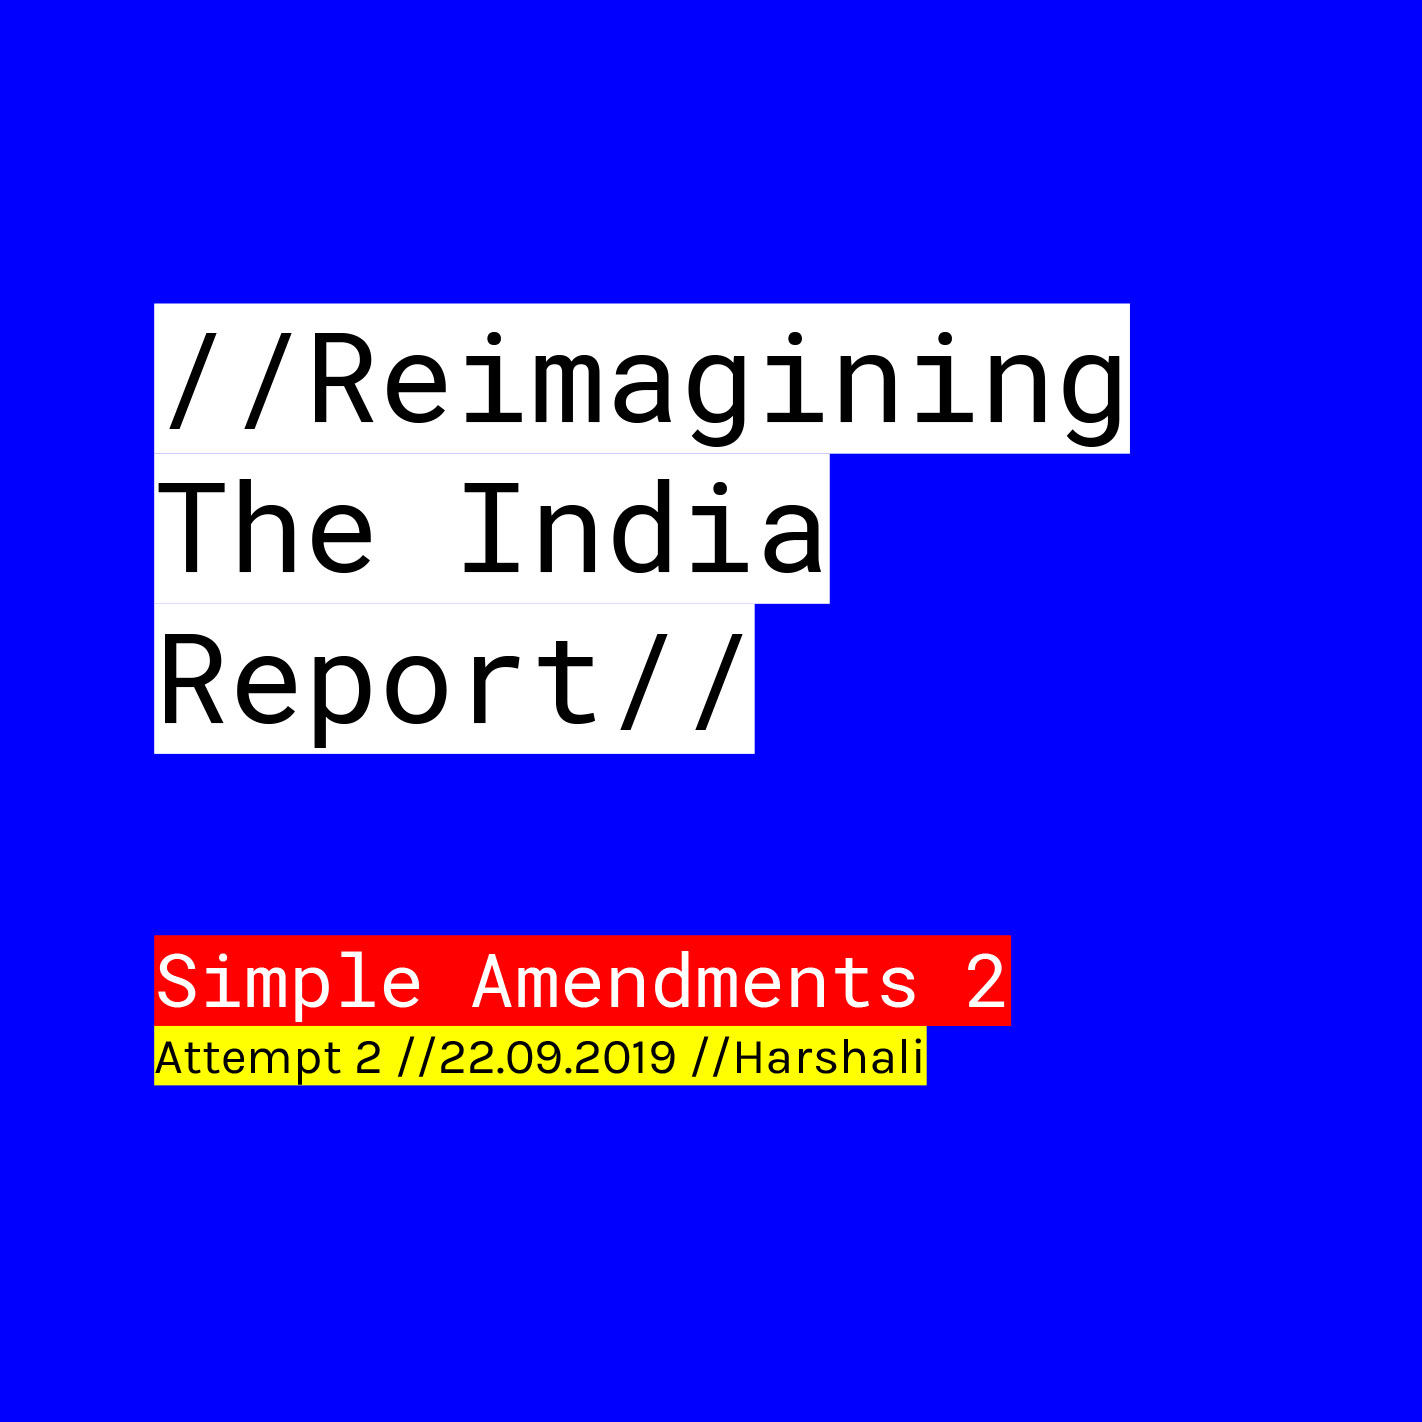 //Reimagining
The India
Report//
Simple Amendments 2
Attempt 2 //22.09.2019 //Harshali